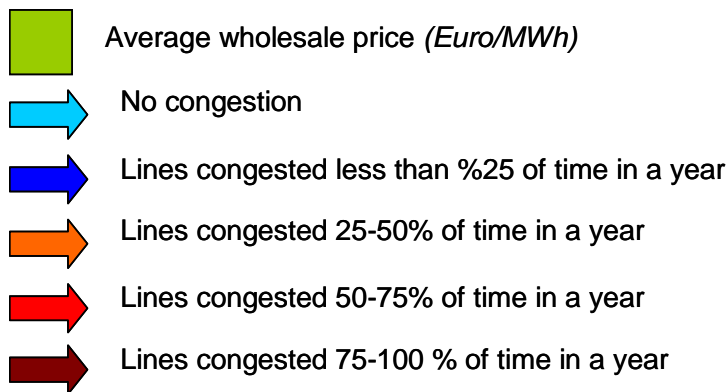 Average wholesale price (Euro/MWh)
No congestion
Lines congested less than %25 of time in a year
Lines congested 25-50% of time in a year
Lines congested 50-75% of time in a year
Lines congested 75-100 % of time in a year